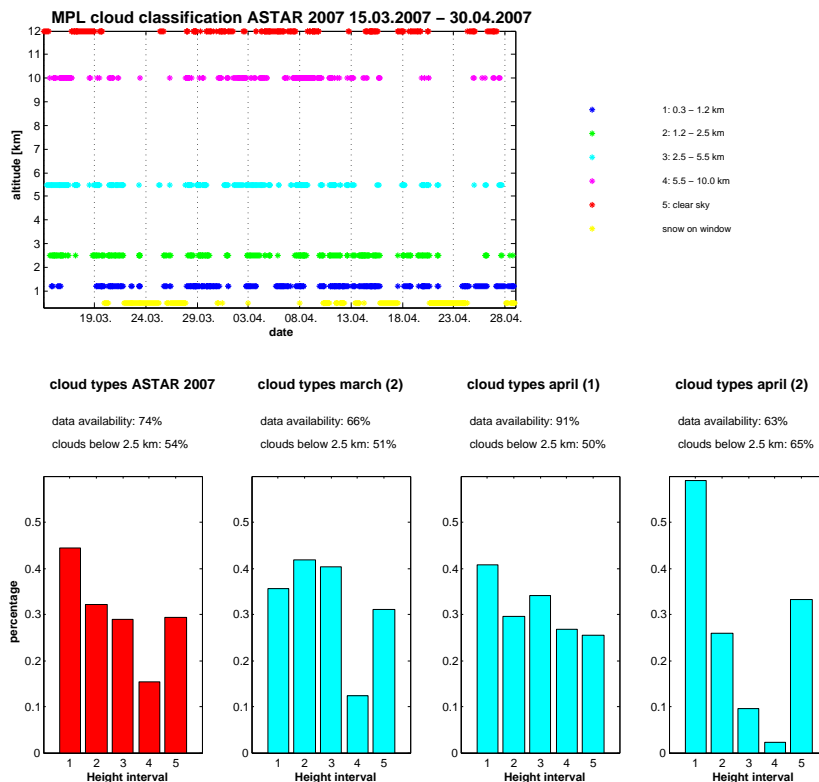 MPL cloud classification ASTAR 2007 15.03.2007 – 30.04.2007
12
11
10
9
8
7
6
5
4
3
2
1
altitude [km]
19.03. 24.03. 29.03. 03.04. 08.04. 13.04. 18.04. 23.04. 28.04.
date
1: 0.3 – 1.2 km
2: 1.2 – 2.5 km
3: 2.5 – 5.5 km
4: 5.5 – 10.0 km
5: clear sky
snow on window
cloud types ASTAR 2007
data availability: 74%
clouds below 2.5 km: 54%
0.5
0.4
0.3
0.2
0.1
0
percentage
1 2 3 4 5
Height interval
cloud types march (2)
data availability: 66%
clouds below 2.5 km: 51%
0.5
0.4
0.3
0.2
0.1
0
1 2 3 4 5
Height interval
cloud types april (1)
data availability: 91%
clouds below 2.5 km: 50%
0.5
0.4
0.3
0.2
0.1
0
1 2 3 4 5
Height interval
cloud types april (2)
data availability: 63%
clouds below 2.5 km: 65%
0.5
0.4
0.3
0.2
0.1
0
1 2 3 4 5
Height interval